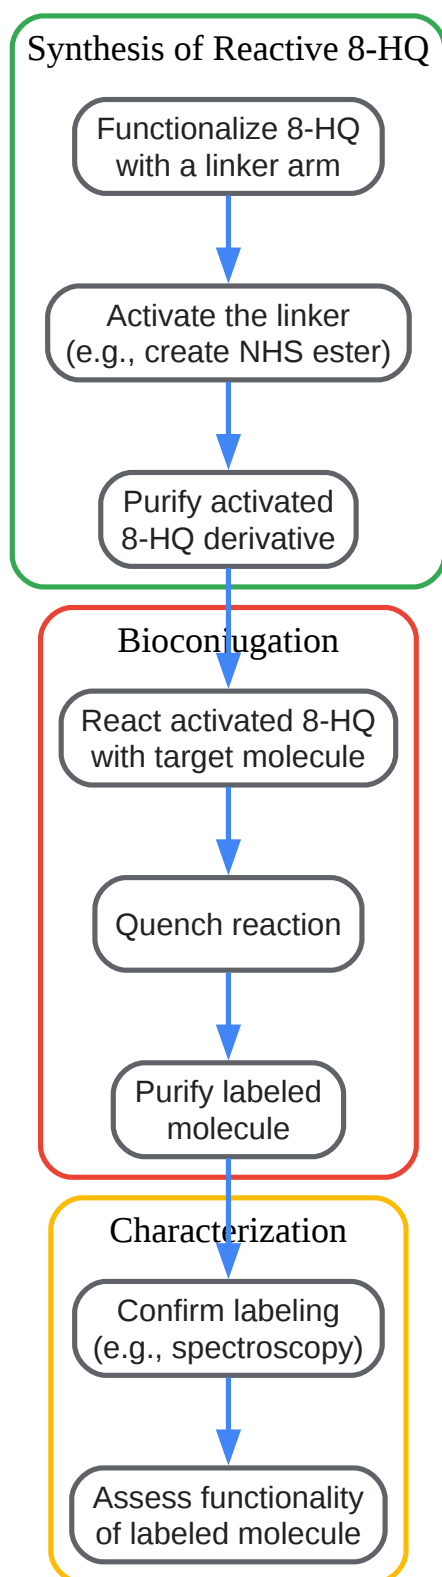 Synthesis of Reactive 8-HQ
Functionalize 8-HQ
with a linker arm
Activate the linker
(e.g., create NHS ester)
Purify activated
8-HQ derivative
Bioconjugation
React activated 8-HQ
with target molecule
Quench reaction
Purify labeled
molecule
Characterization
Confirm labeling
(e.g., spectroscopy)
Assess functionality
of labeled molecule